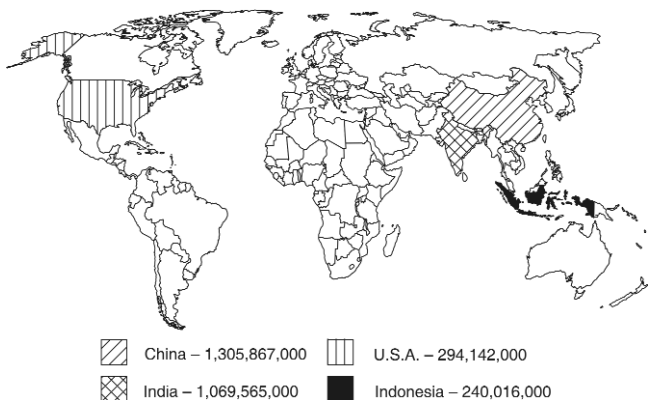 China – 1,305,867,000
U.S.A. – 294,142,000
India – 1,069,565,000
Indonesia – 240,016,000